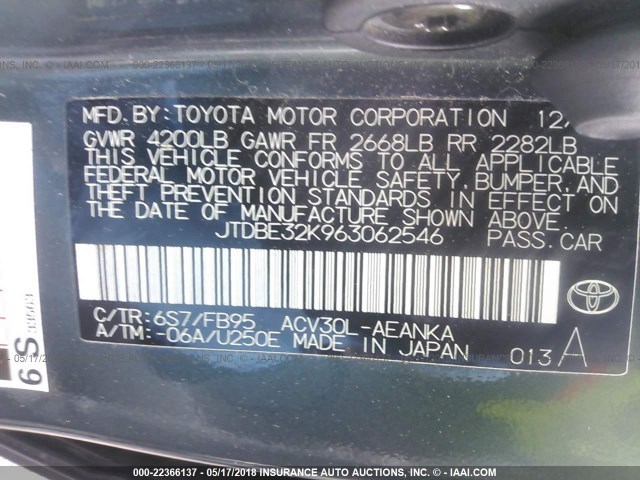 MFD.BY:TOYOTA MOTOR CORPORATION 12/
GVWR 4200LB GAWR FR 2668LB RR 2282LB
THIS VEHICLE CONFORMS TO ALL APPLICABLE
FEDERAL MOTOR VEHICLE SAFETY,BUMPER,AND
THEFT PREVENTION STANDARDS IN EFFECT ON
THE DATE OF MANUFACTURE SHOWN ABOVE.
JTDBE32K963062546 PASS.CAR
C/TR:6S7/FB95 ACV30L-AEANKA
A/TM:-06A/U250E MADE IN JAPAN
013A
TOYOTA
6S
000-22366137 - 05/17/2018 - INSURANCE AUTO AUCTIONS, INC. (C) - IAAI.COM